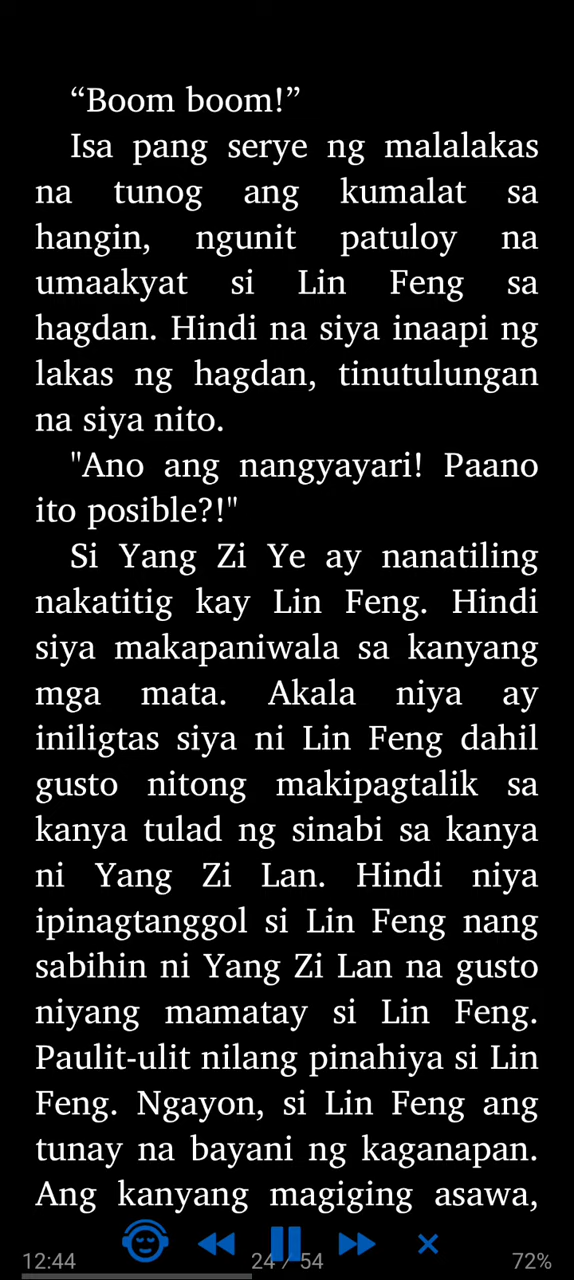 “Boom boom!”
Isa pang serye ng malalakas
na tunog ang kumalat sa
hangin, ngunit patuloy na
umaakyat si Lin Feng sa
hagdan. Hindi na siya inaapi ng
lakas ng hagdan, tinutulungan
na siya nito.
"Ano ang nangyayari! Paano
ito posible?!"
Si Yang Zi Ye ay nanatiling
nakatitig kay Lin Feng. Hindi
siya makapaniwala sa kanyang
mga mata. Akala niya ay
iniligtas siya ni Lin Feng dahil
gusto nitong makipagtalik sa
kanya tulad ng sinabi sa kanya
ni Yang Zi Lan. Hindi niya
ipinagtanggol si Lin Feng nang
sabihin ni Yang Zi Lan na gusto
niyang mamatay si Lin Feng.
Paulit-ulit nilang pinahiya si Lin
Feng. Ngayon, si Lin Feng ang
tunay na bayani ng kaganapan.
Ang kanyang magiging asawa,
12:44 24 / 54 72%